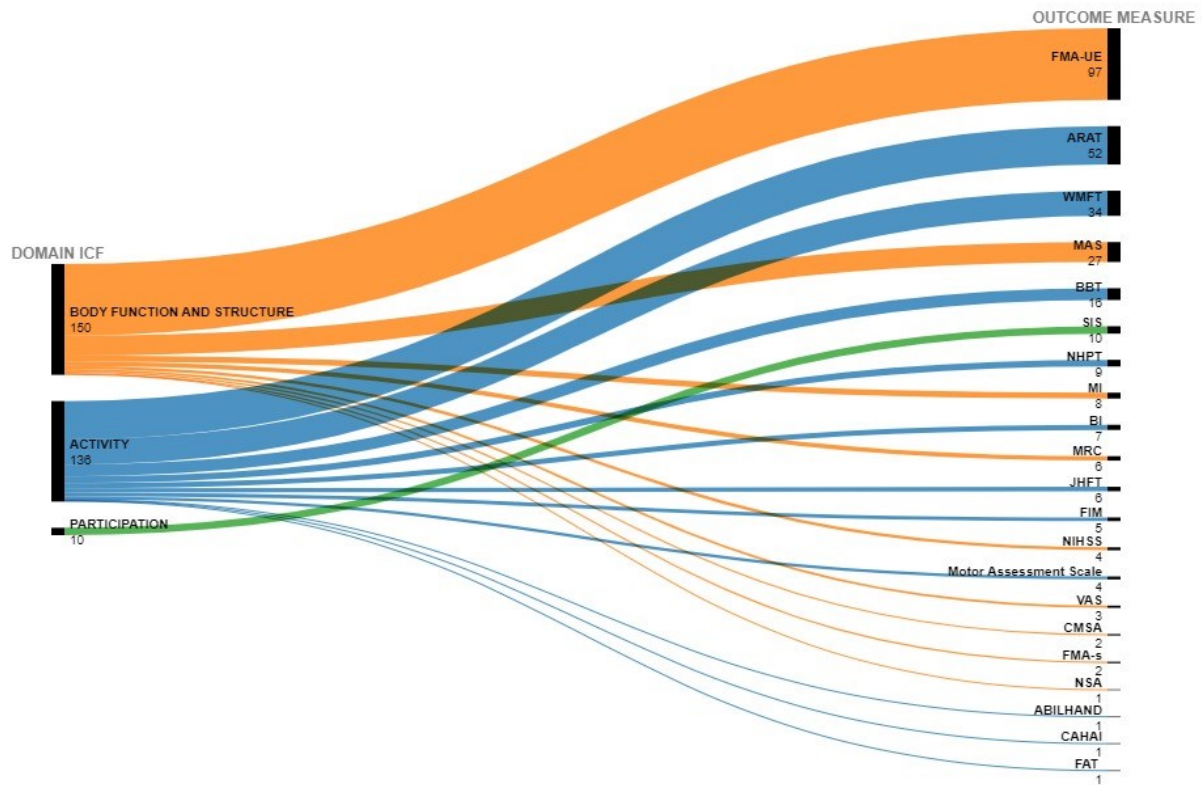 OUTCOME MEASURE
FMA-UE
97
ARAT
52
WMFT
34
DOMAIN ICF
MAS
27
BBT
16
BODY FUNCTION AND STRUCTURE
150
SIS
10
NHPT
9
MI
8
BI
7
ACTIVITY
136
MRC
6
JHFT
6
FIM
5
PARTICIPATION
10
NIHSS
4
Motor Assessment Scale
4
VAS
3
CMSA
2
FMA-s
2
NSA
1
ABILHAND
1
CAHAI
1
FAT
1